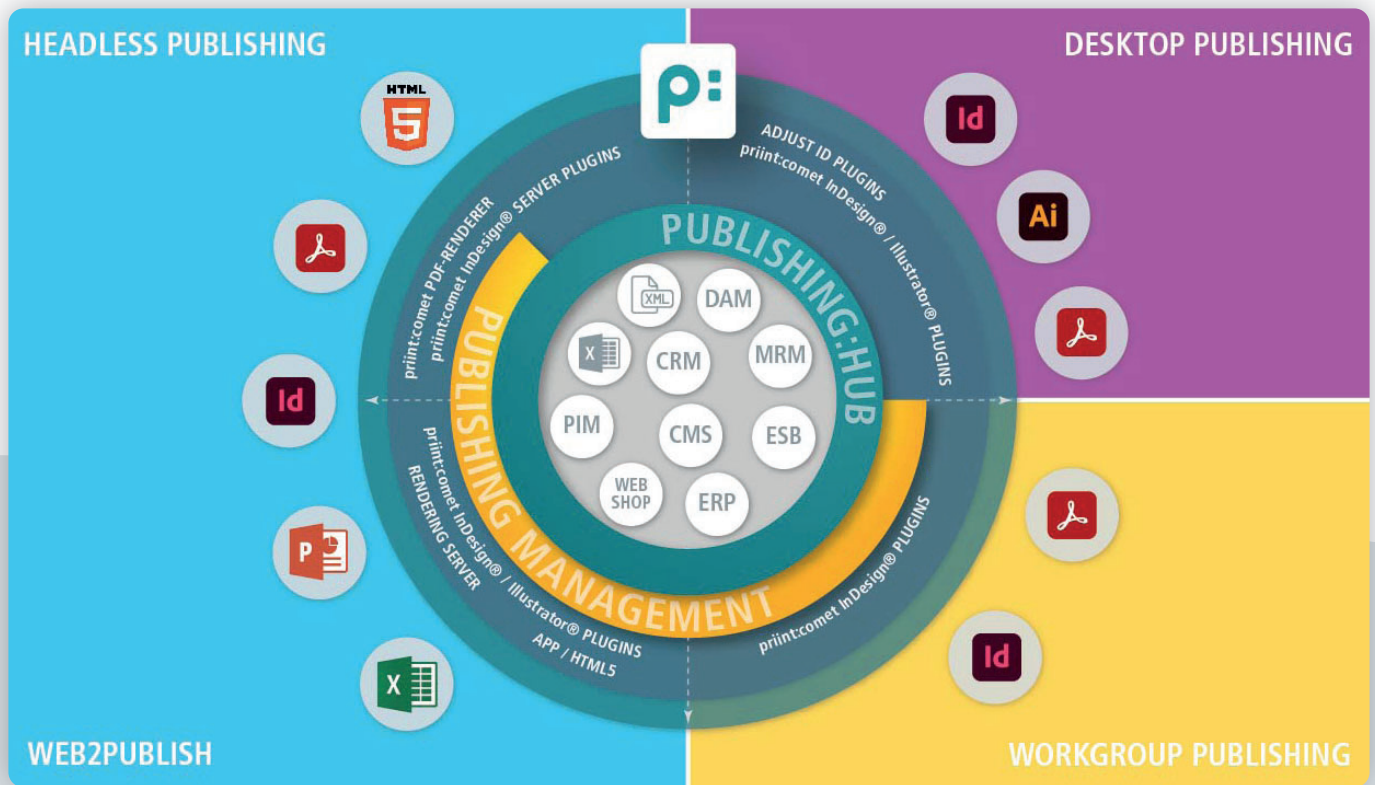 HEADLESS PUBLISHING
DESKTOP PUBLISHING
p:
HTML
5
Id
Ai
ADJUST ID PLUGINS
priint:comet InDesign® / Illustrator® PLUGINS
priint:comet PDF-RENDERER
priint:comet InDesign® SERVER PLUGINS
PUBLISHING:HUB
XML
DAM
X
CRM
MRM
PIM
CMS
ESB
WEB
SHOP
ERP
PUBLISHING MANAGEMENT
Id
priint:comet InDesign® / Illustrator® PLUGINS
RENDERING SERVER
APP / HTML5
priint:comet InDesign® PLUGINS
P
X
Id
WEB2PUBLISH
WORKGROUP PUBLISHING